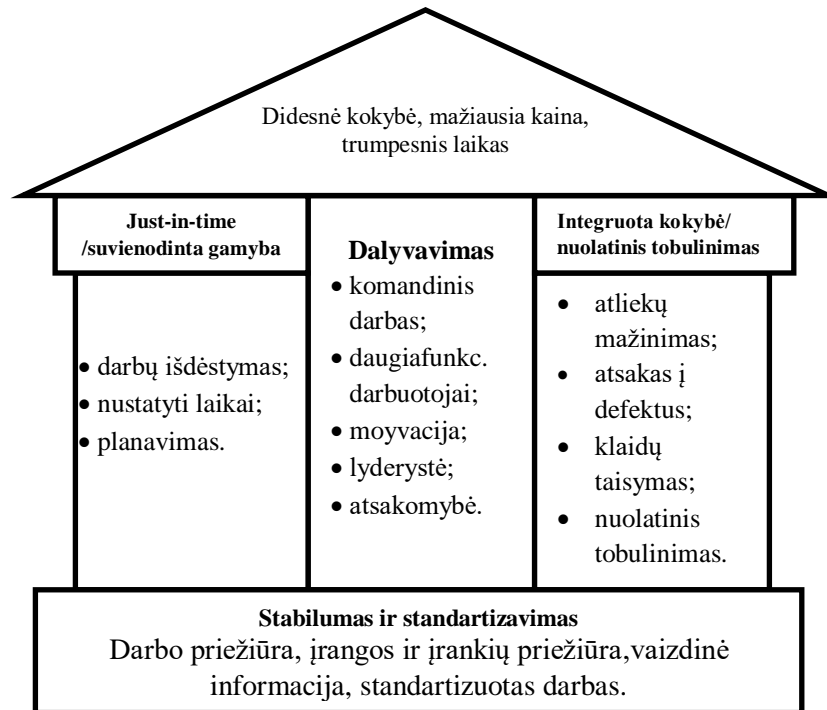 Didesnė kokybė, mažiausia kaina,
trumpesnis laikas
Just-in-time
/suvienodinta gamyba
• darbų išdėstymas;
• nustatyti laikai;
• planavimas.
Dalyvavimas
• komandinis
darbas;
• daugiafunkc.
darbuotojai;
• moyvacija;
• lyderystė;
• atsakomybė.
Integruota kokybė/
nuolatinis tobulinimas
• atliekų
mažinimas;
• atsakas į
defektus;
• klaidų
taisymas;
• nuolatinis
tobulinimas.
Stabilumas ir standartizavimas
Darbo priežiūra, įrangos ir įrankių priežiūra,vaizdinė
informacija, standartizuotas darbas.